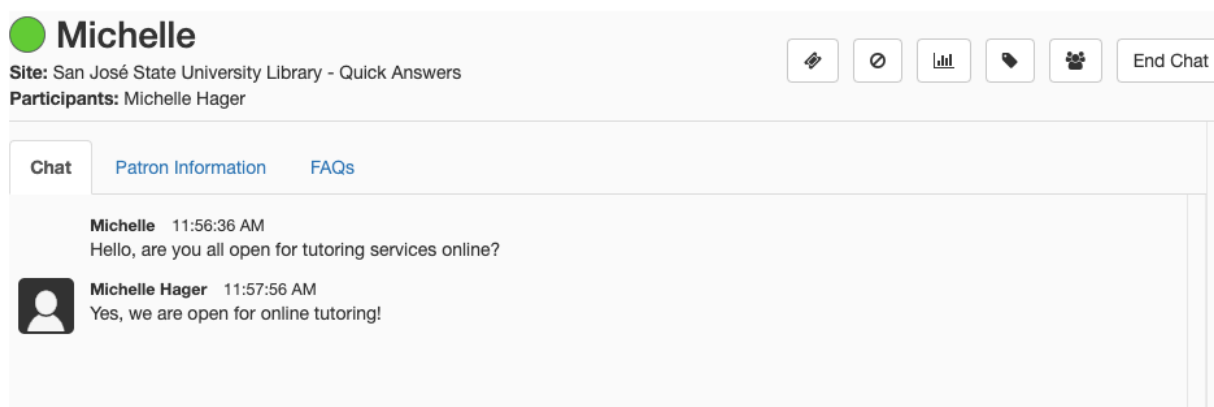 Michelle
Site: San José State University Library - Quick Answers
Participants: Michelle Hager
End Chat
Chat
Patron Information
FAQs
Michelle 11:56:36 AM
Hello, are you all open for tutoring services online?
Michelle Hager 11:57:56 AM
Yes, we are open for online tutoring!